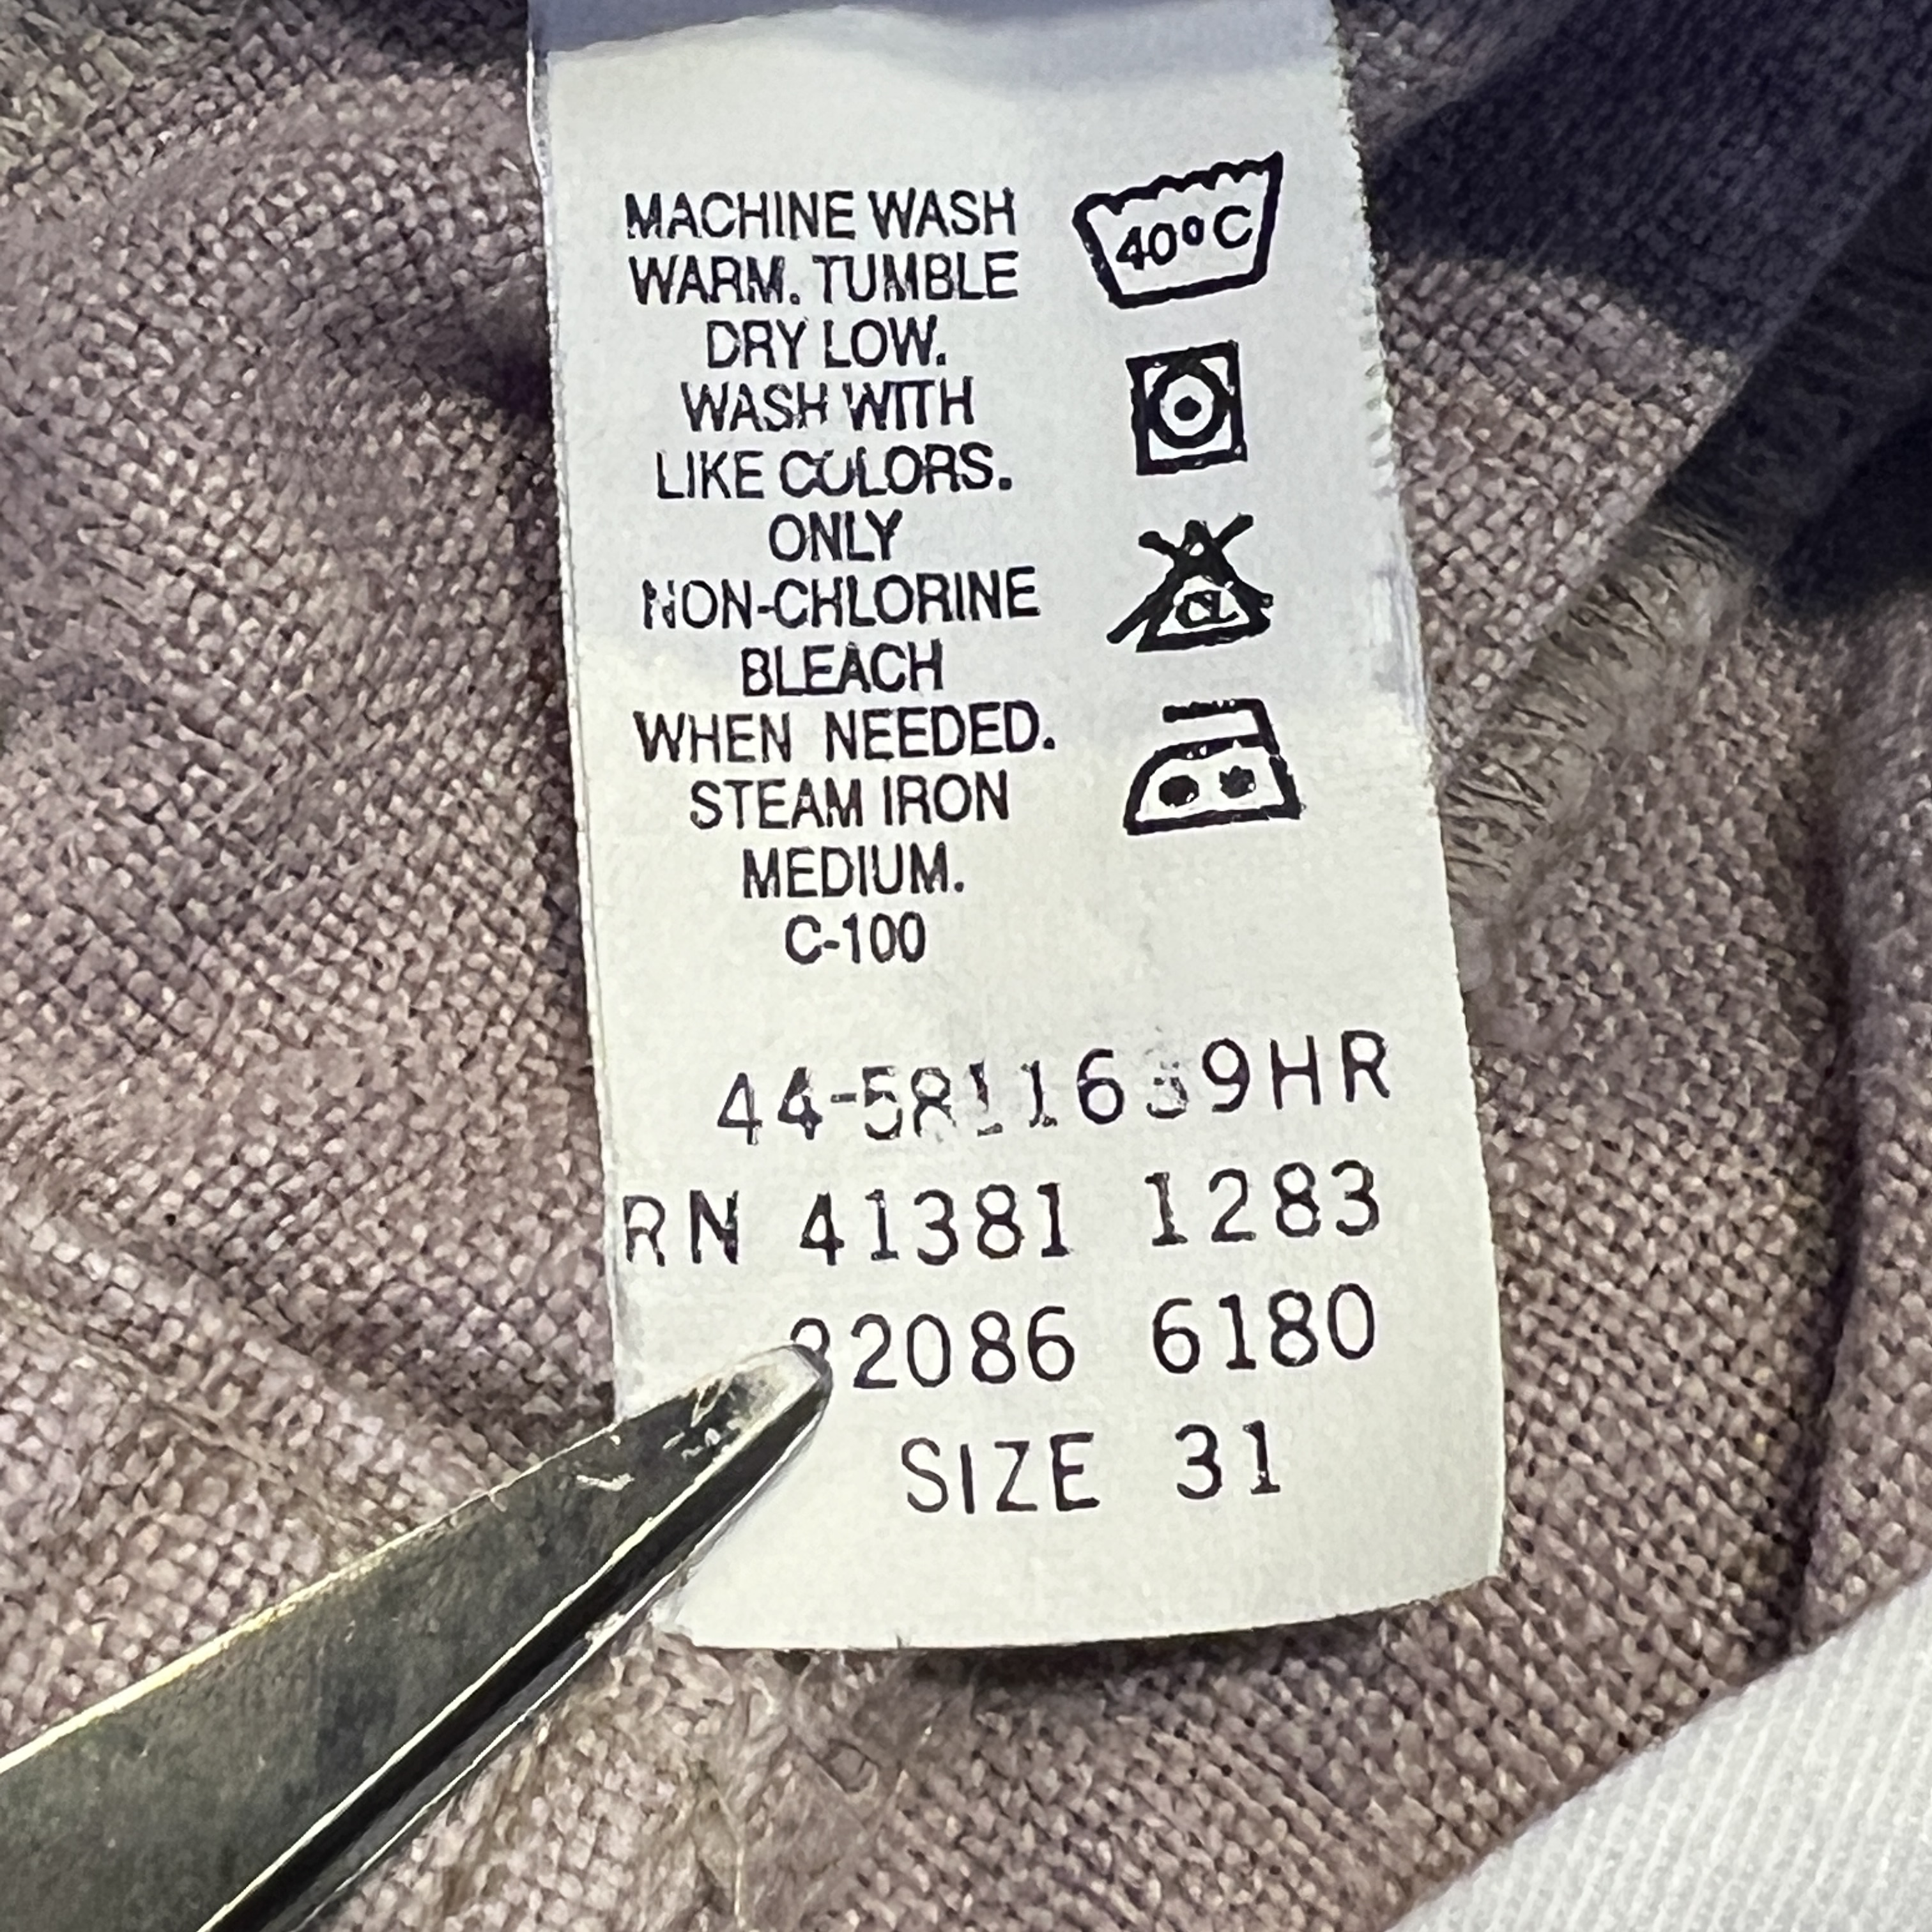 MACHINE WASH
WARM. TUMBLE
DRY LOW.
WASH WITH
LIKE COLORS.
ONLY
NON-CHLORINE
BLEACH
WHEN NEEDED.
STEAM IRON
MEDIUM.
C-100
40°C
CL
RN 41381 1283
6180
SIZE 31